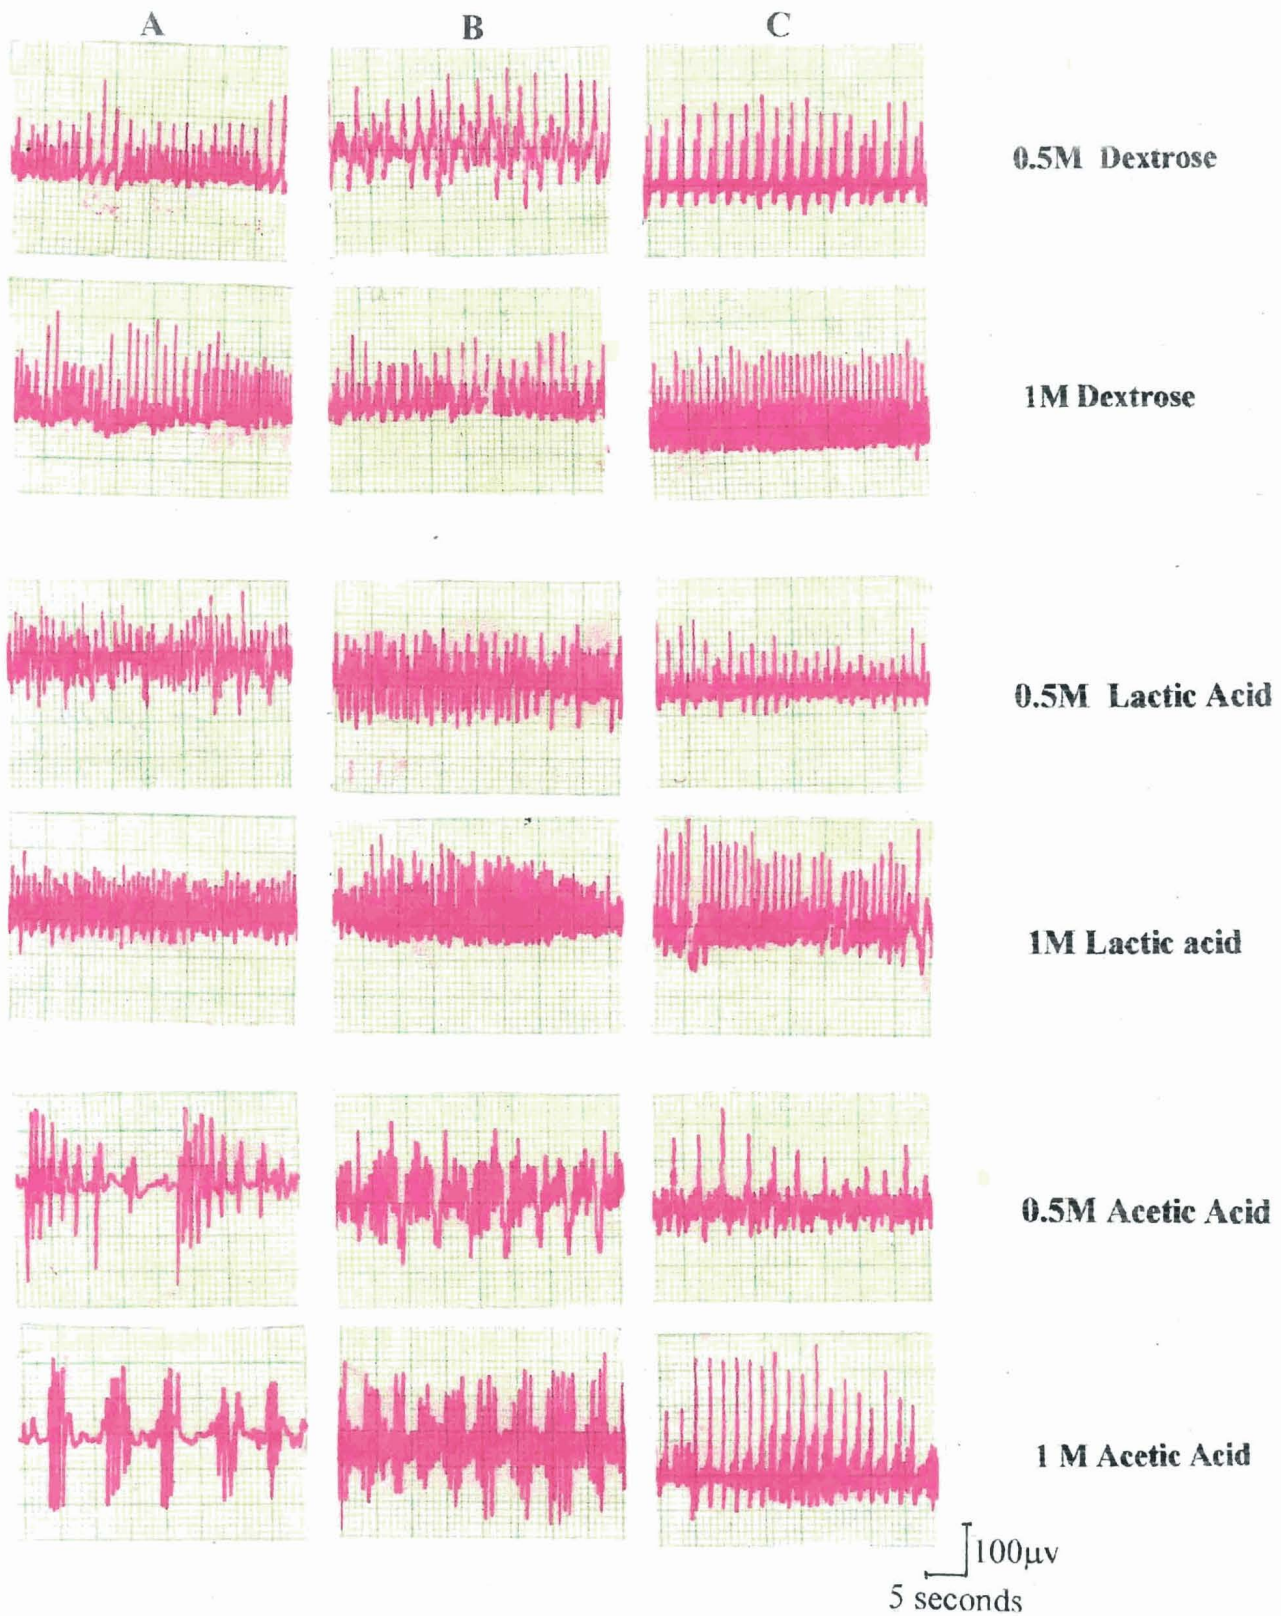 A B C
0.5M Dextrose
1M Dextrose
0.5M Lactic Acid
1M Lactic acid
0.5M Acetic Acid
1 M Acetic Acid
100μv
5 seconds